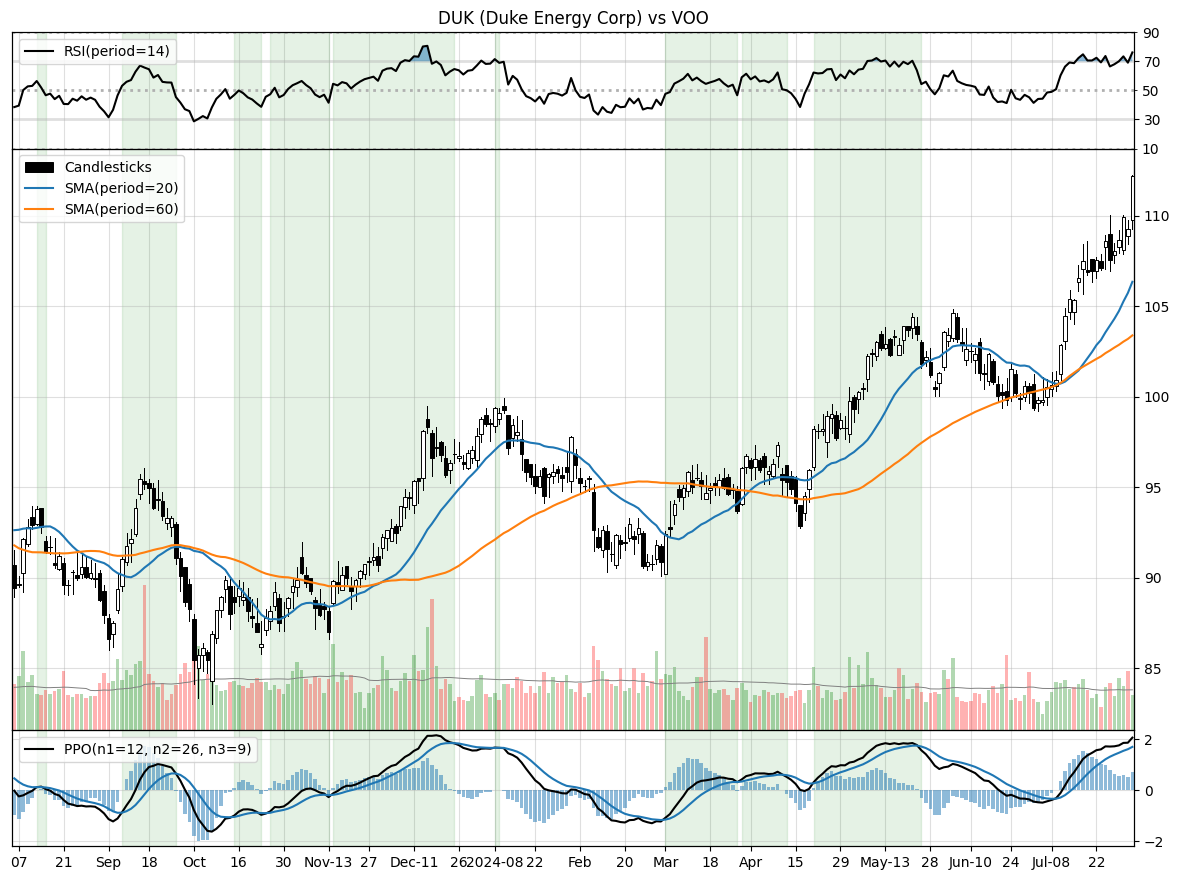 DUK (Duke Energy Corp) vs VOO
RSI(period=14)
90
70
50
30
10
Candlesticks
SMA(period=20)
SMA(period=60)
110
105
100
95
90
85
PPO(n1=12, n2=26, n3=9)
2
0
−2
07 21 Sep 18 Oct 16 30 Nov-13 27 Dec-11 26 2024-08 22 Feb 20 Mar 18 Apr 15 29 May-13 28 Jun-10 24 Jul-08 22